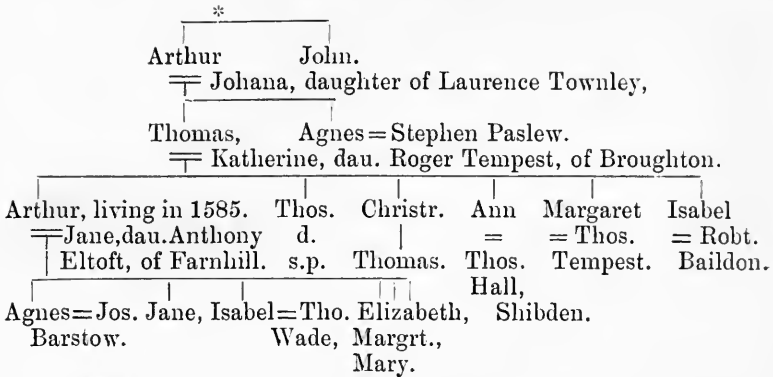 *
Arthur John.
Johana, daughter of Laurence Townley,
Thomas, Agnes = Stephen Paslew.
Katherine, dau. Roger Tempest, of Broughton.
Arthur, living in 1585. Thos. Christr. Ann Margaret Isabel
Jane, dau. Anthony d. = = Thos. = Robt.
Eltoft, of Farnhill. s.p. Thomas. Thos. Tempest. Baildon.
Hall,
Agnes=Jos. Jane, Isabel=Tho. Elizabeth, Shibden.
Barstow. Wade, Margrt.,
Mary.